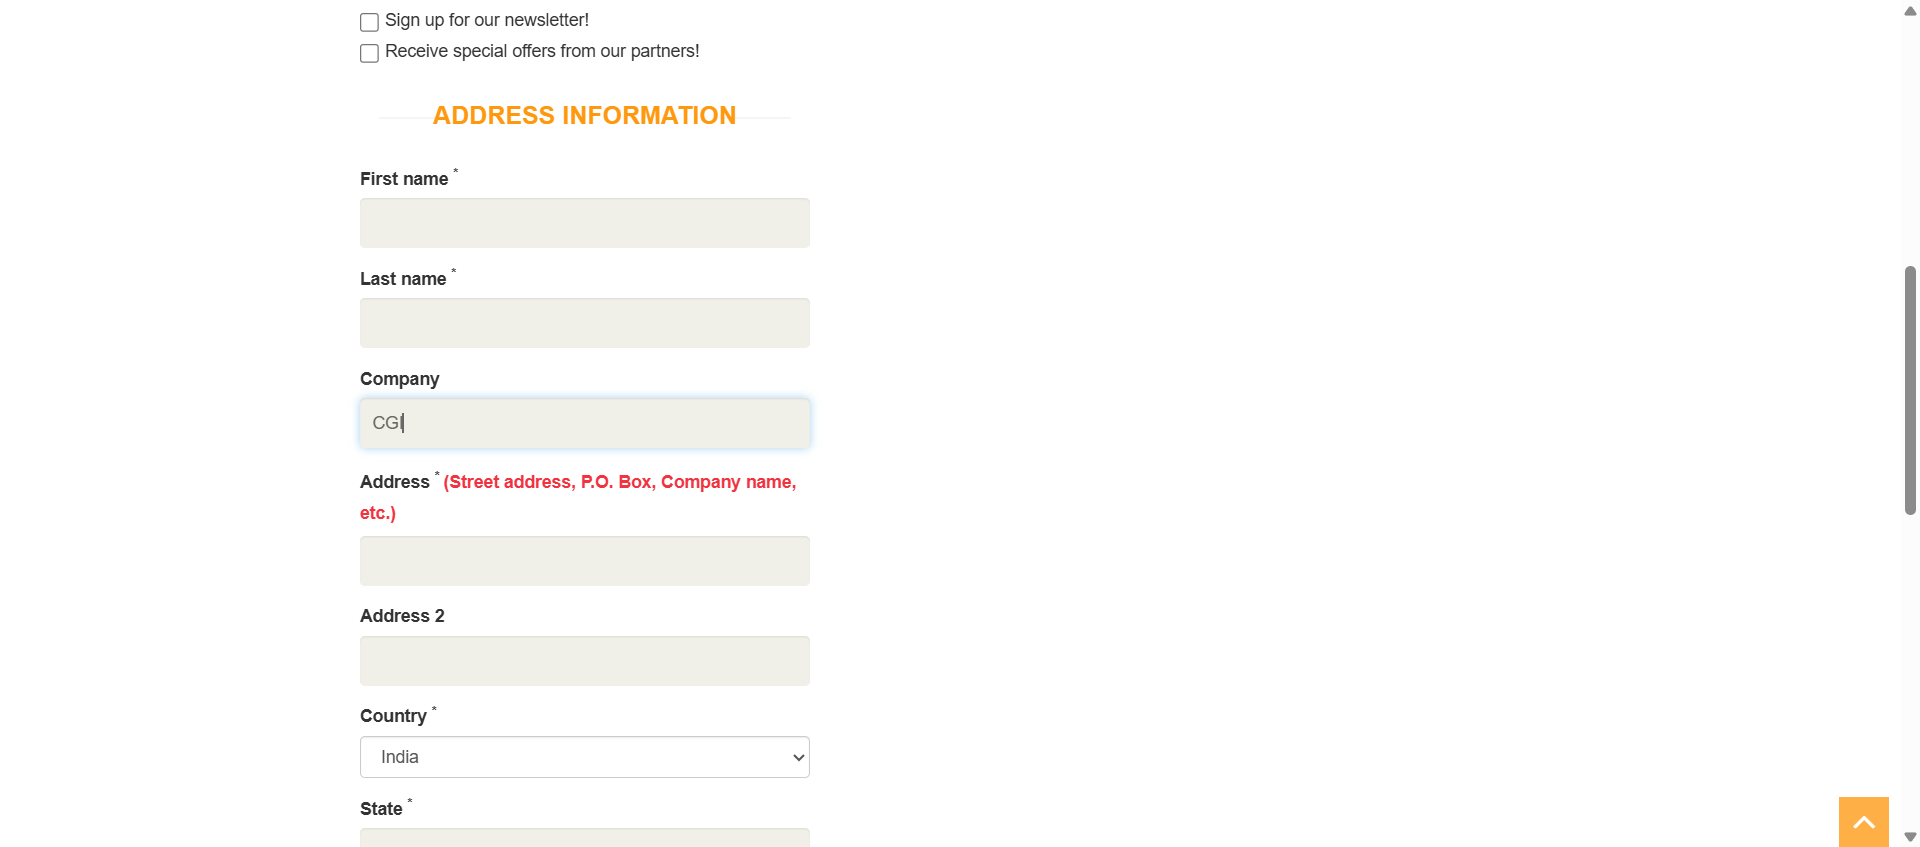 Sign up for our newsletter!
Receive special offers from our partners!
ADDRESS INFORMATION
First name *
Last name *
Company
CGI
Address * (Street address, P.O. Box, Company name,
etc.)
Address 2
Country *
India
State *